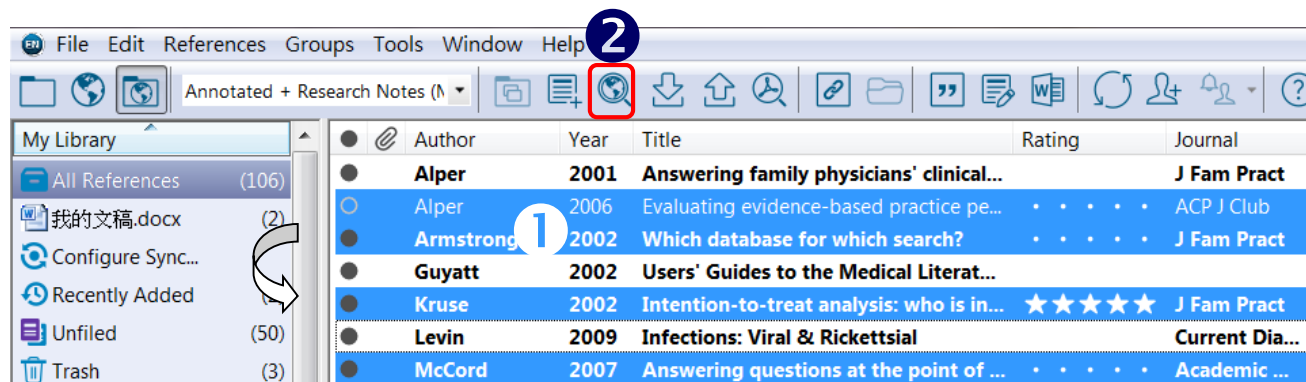 2
EN File Edit References Groups Tools Window Help
Annotated + Research Notes (
My Library Author Year Title Rating Journal
All References (106) Alper 2001 Answering family physicians' clinical... J Fam Pract
我的文稿.docx (2) Alper 2006 Evaluating evidence-based practice pe... ACP J Club
1
Armstrong 2002 Which database for which search? J Fam Pract
Configure Sync... Guyatt 2002 Users' Guides to the Medical Literat...
Recently Added Kruse 2002 Intention-to-treat analysis: who is in... ★★★★★ J Fam Pract
Unfiled (50) Levin 2009 Infections: Viral & Rickettsial Current Dia...
Trash (3) McCord 2007 Answering questions at the point of ... Academic ...